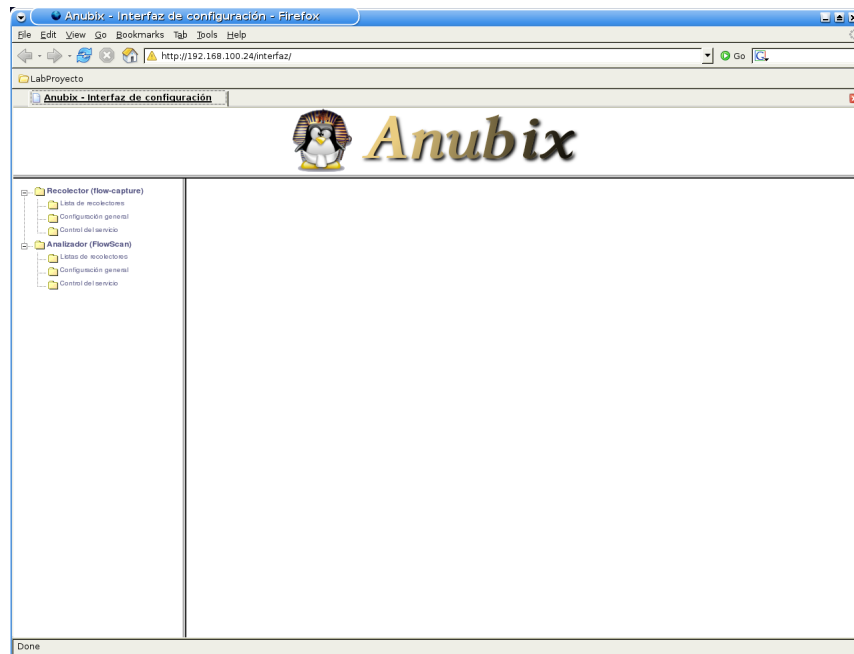 Anubix - Interfaz de configuración - Firefox
File Edit View Go Bookmarks Tab Tools Help
http://192.168.100.24/interfaz/
Go
LabProyecto
Anubix - Interfaz de configuración
Anubix
Recolector (flow-capture)
Lista de recolectores
Configuración general
Control del servicio
Analizador (FlowScan)
Listas de recolectores
Configuración general
Control del servicio
Done